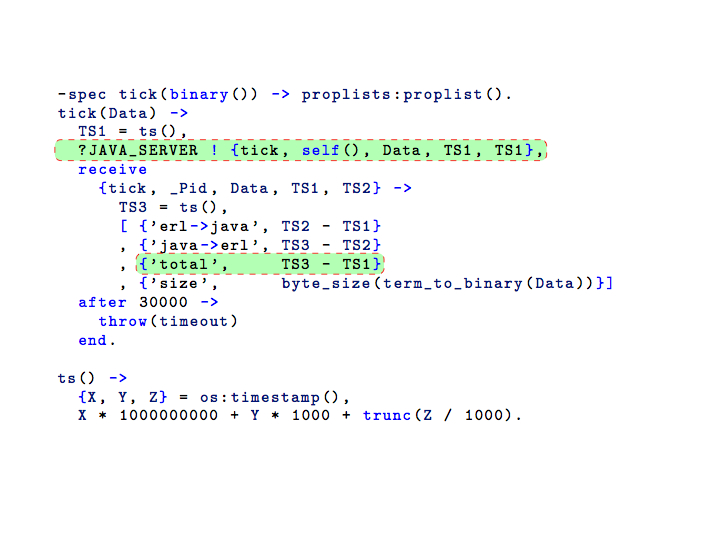 -spec tick(binary()) -> proplists:proplist().
tick(Data) ->
  TS1 = ts(),
  ?JAVA_SERVER ! {tick, self(), Data, TS1, TS1},
  receive
    {tick, _Pid, Data, TS1, TS2} ->
      TS3 = ts(),
      [ {’erl->java’, TS2 - TS1}
      , {’java->erl’, TS3 - TS2}
      , {’total’,     TS3 - TS1}
      , {’size’,      byte_size(term_to_binary(Data))}]
  after 30000 ->
    throw(timeout)
  end.

ts() ->
  {X, Y, Z} = os:timestamp(),
  X * 1000000000 + Y * 1000 + trunc(Z / 1000).